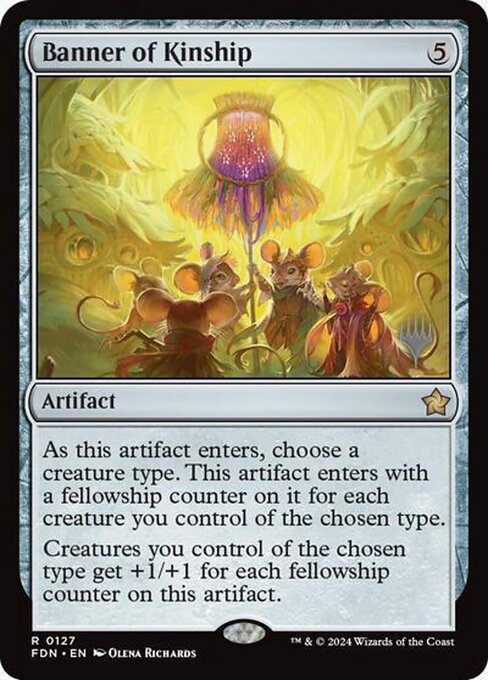 Banner of Kinship 5
Artifact
As this artifact enters, choose a
creature type. This artifact enters with
a fellowship counter on it for each
creature you control of the chosen type.
Creatures you control of the chosen
type get +1/+1 for each fellowship
counter on this artifact.
R 0127
FDN • EN Olena Richards
™ & © 2024 Wizards of the Coast